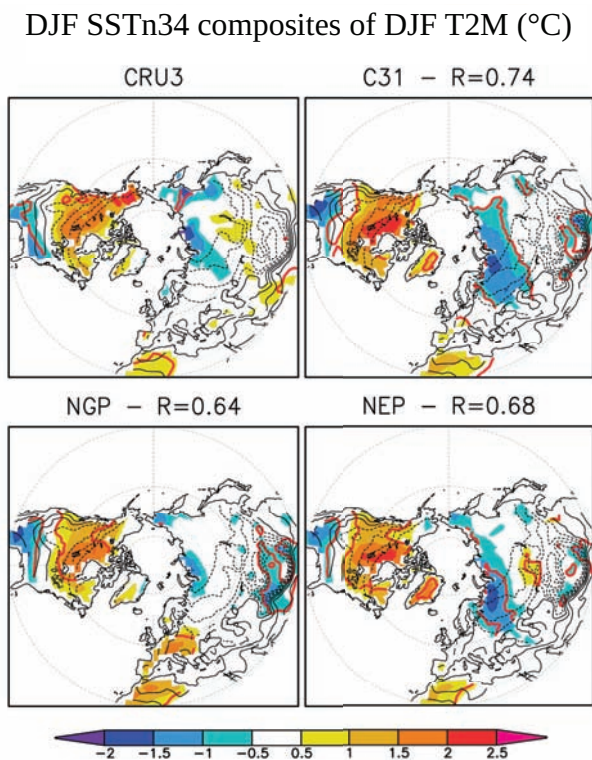 DJF SSTn34 composites of DJF T2M (°C)
CRU3
C31 – R=0.74
NGP – R=0.64
NEP – R=0.68
-2 -1.5 -1 -0.5 0.5 1 1.5 2 2.5